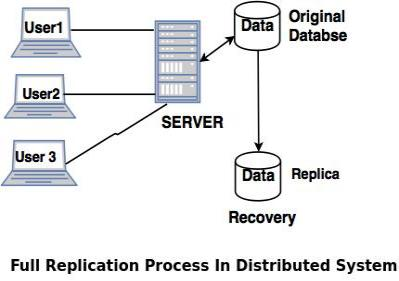 User1
Data
Original
Databse
User2
SERVER
User 3
Data
Replica
Recovery
Full Replication Process In Distributed System